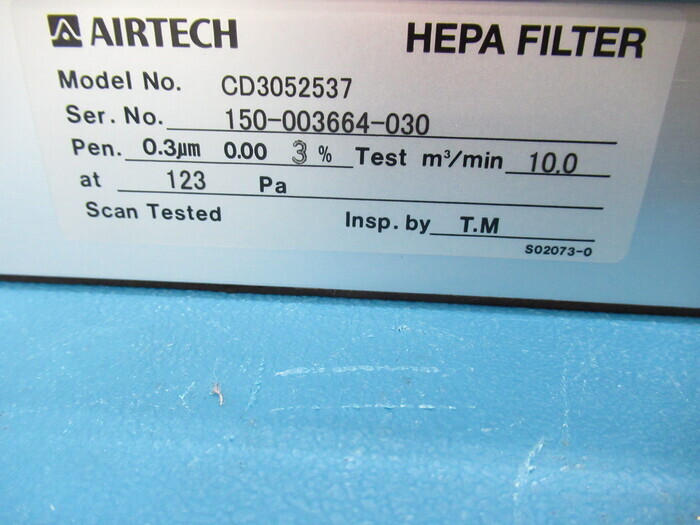 AIRTECH HEPA FILTER
Model No. CD3052537
Ser. No. 150-003664-030
Pen. 0.3μm 0.00 3 % Test m³/min 10.0
at 123 Pa
Scan Tested Insp. by T.M
S02073-0